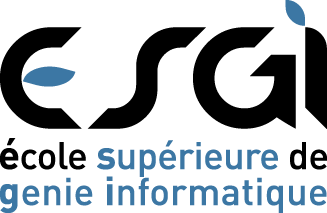 ESGI
école supérieure de
genie informatique